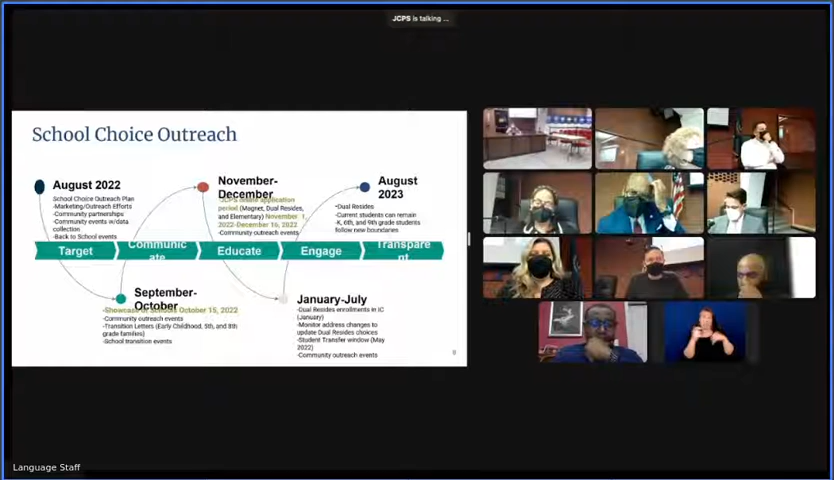 JCPS is talking ...
School Choice Outreach
August 2022
School Choice Outreach Plan
-Marketing/Outreach Efforts
-Community partnerships
-Community events w/data
collection
-Back to School events
November-
December
-JCPS online application
period (Magnet, Dual Resides,
and Elementary) November 1,
2022-December 16, 2022
-Community outreach events
August
2023
-Dual Resides
-Current students can remain
-K, 6th, and 9th grade students
follow new boundaries
Target
Communic
ate
Educate
Engage
Transpare
nt
September-
October
-Showcase of Schools October 15, 2022
-Community outreach events
-Transition Letters (Early Childhood, 5th, and 8th
grade families)
-School transition events
January-July
-Dual Resides enrollments in IC
(January)
-Monitor address changes to
update Dual Resides choices
-Student Transfer window (May
2022)
-Community outreach events
Language Staff